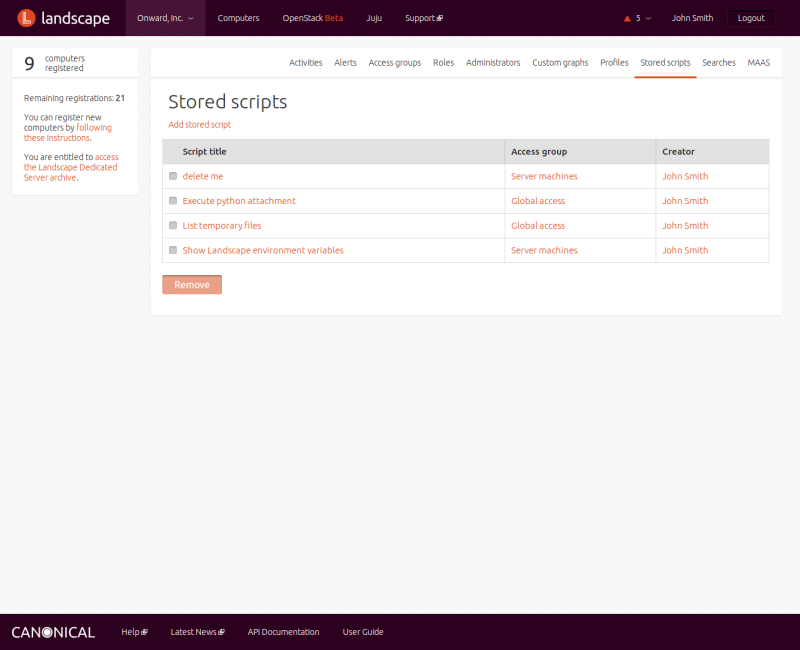 landscape Onward, Inc. Computers OpenStack Beta Juju Support 5 John Smith Logout
9 computers registered
Activities Alerts Access groups Roles Administrators Custom graphs Profiles Stored scripts Searches MAAS
Remaining registrations: 21
You can register new
computers by following
these instructions.
You are entitled to access
the Landscape Dedicated
Server archive.
Stored scripts
Add stored script
Script title Access group Creator
delete me Server machines John Smith
Execute python attachment Global access John Smith
List temporary files Global access John Smith
Show Landscape environment variables Server machines John Smith
Remove
CANONICAL Help Latest News API Documentation User Guide